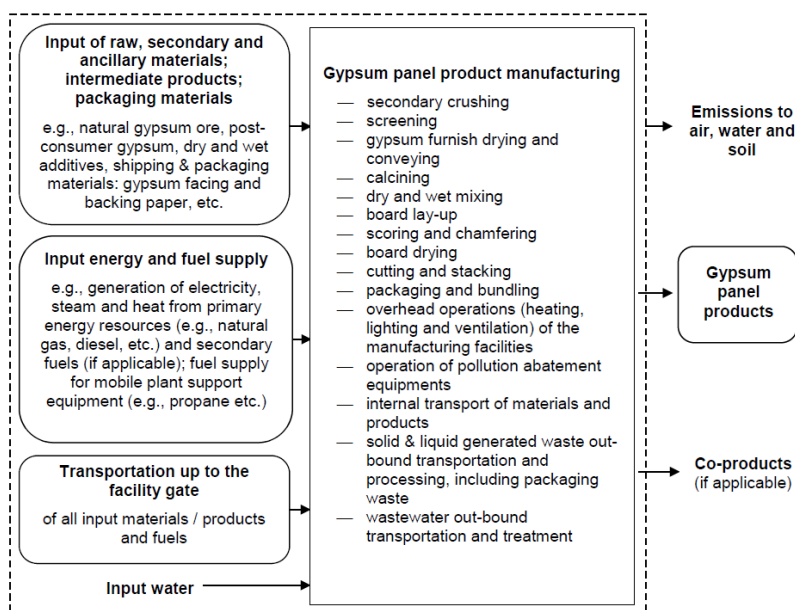 Input of raw, secondary and
ancillary materials;
intermediate products;
packaging materials
e.g., natural gypsum ore, post-
consumer gypsum, dry and wet
additives, shipping & packaging
materials: gypsum facing and
backing paper, etc.
Input energy and fuel supply
e.g., generation of electricity,
steam and heat from primary
energy resources (e.g., natural
gas, diesel, etc.) and secondary
fuels (if applicable); fuel supply
for mobile plant support
equipment (e.g., propane etc.)
Transportation up to the
facility gate
of all input materials / products
and fuels
Input water
Gypsum panel product manufacturing
— secondary crushing
— screening
— gypsum furnish drying and
conveying
— calcining
— dry and wet mixing
— board lay-up
— scoring and chamfering
— board drying
— cutting and stacking
— packaging and bundling
— overhead operations (heating,
lighting and ventilation) of the
manufacturing facilities
— operation of pollution abatement
equipments
— internal transport of materials and
products
— solid & liquid generated waste out-
bound transportation and
processing, including packaging
waste
— wastewater out-bound
transportation and treatment
Emissions to
air, water and
soil
Gypsum
panel
products
Co-products
(if applicable)